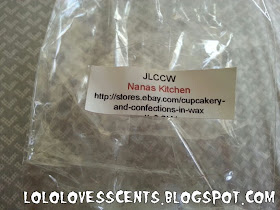 JLCCW
Nanas Kitchen
http://stores.ebay.com/cupcakery-
and-confections-in-wax
LOLOLOVESSCENTS.BLOGSPOT.COM